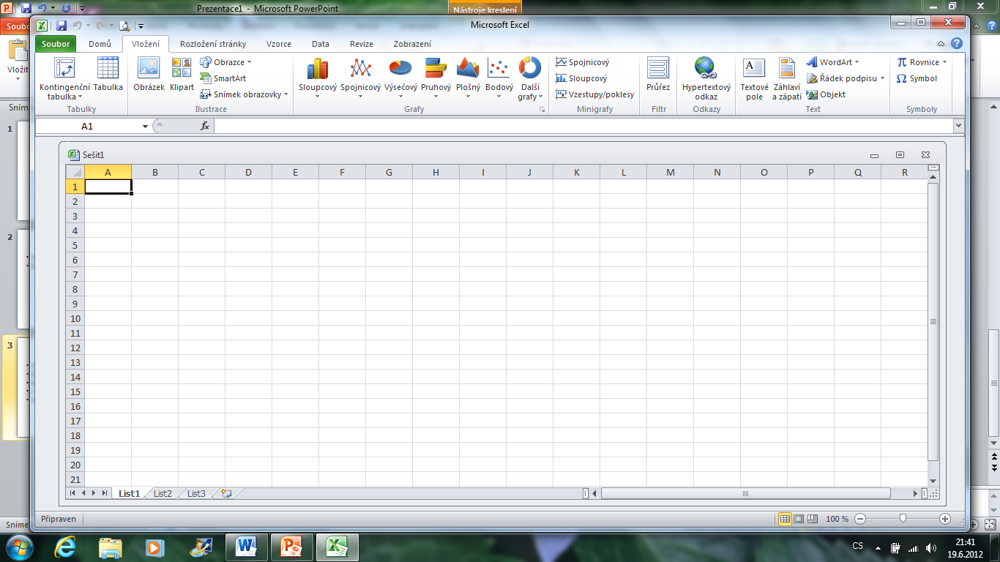 Prezentace1 - Microsoft PowerPoint
Nástroje kreslení
Microsoft Excel
Soubor Domů Vložení Rozložení stránky Vzorce Data Revize Zobrazení
Vložit
Kontingenční tabulka
Tabulka
Tabulky
Obrázek
Klipart
Obrazce
SmartArt
Snímek obrazovky
Ilustrace
Sloupcový
Spojnicový
Výsečový
Pruhový
Plošný
Bodový
Další grafy
Grafy
Spojnicový
Sloupcový
Vzestupy/poklesy
Minigrafy
Průřez
Filtr
Hypertextový odkaz
Odkazy
Textové pole
Záhlaví a zápatí
WordArt
Řádek podpisu
Objekt
Text
Rovnice
Symbol
Symboly
A1
fx
Sešit1
A B C D E F G H I J K L M N O P Q R
1
2
3
4
5
6
7
8
9
10
11
12
13
14
15
16
17
18
19
20
21
List1 List2 List3
Připraven
100 %
1
2
3
CS
21:41
19.6.2012